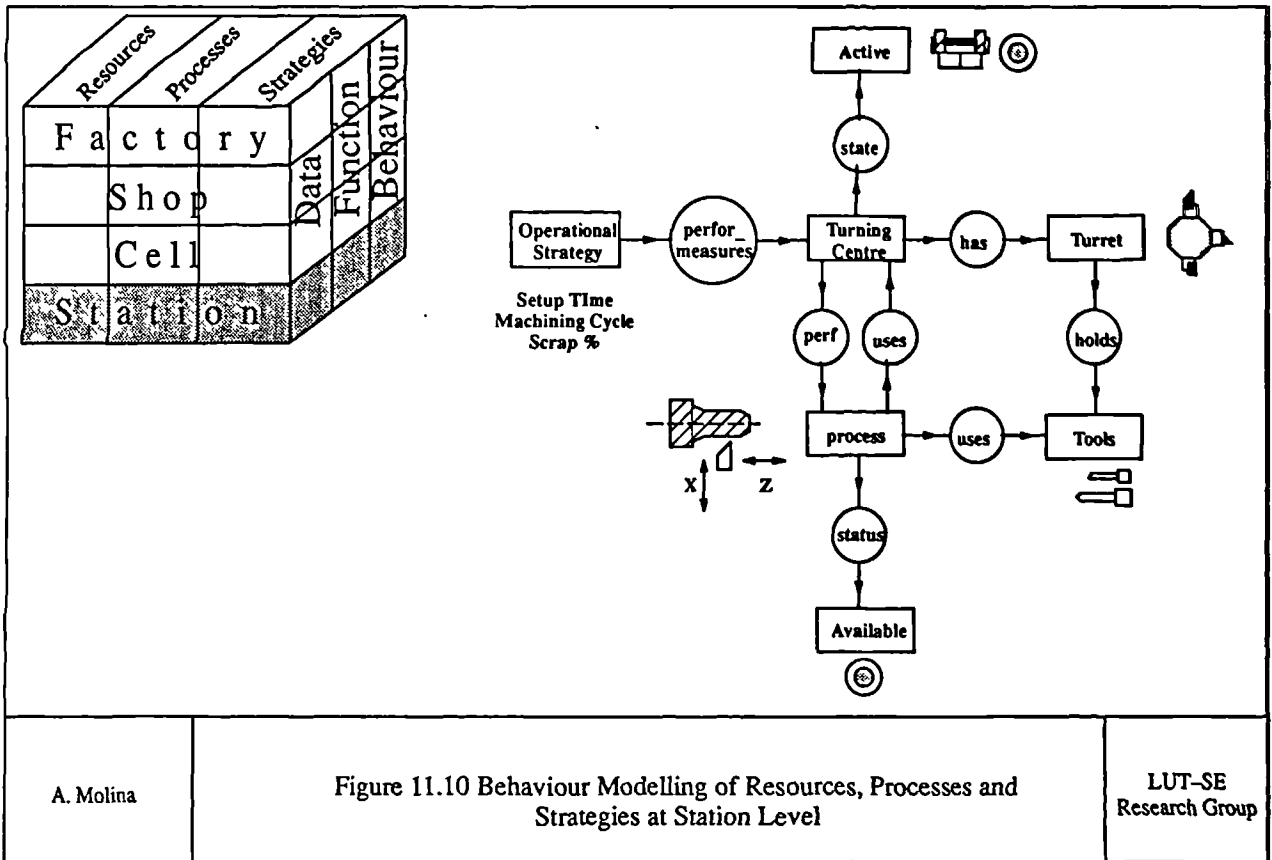 Resources
Processes
Strategies
Factory
Shop
Cell
Station
Data
Function
Behaviour
Active
state
Operational
Strategy
perfor_
measures
Turning
Centre
has
Turret
Setup TIme
Machining Cycle
Scrap %
perf
uses
holds
process
uses
Tools
X
Z
status
Available
A. Molina
Figure 11.10 Behaviour Modelling of Resources, Processes and
Strategies at Station Level
LUT–SE
Research Group